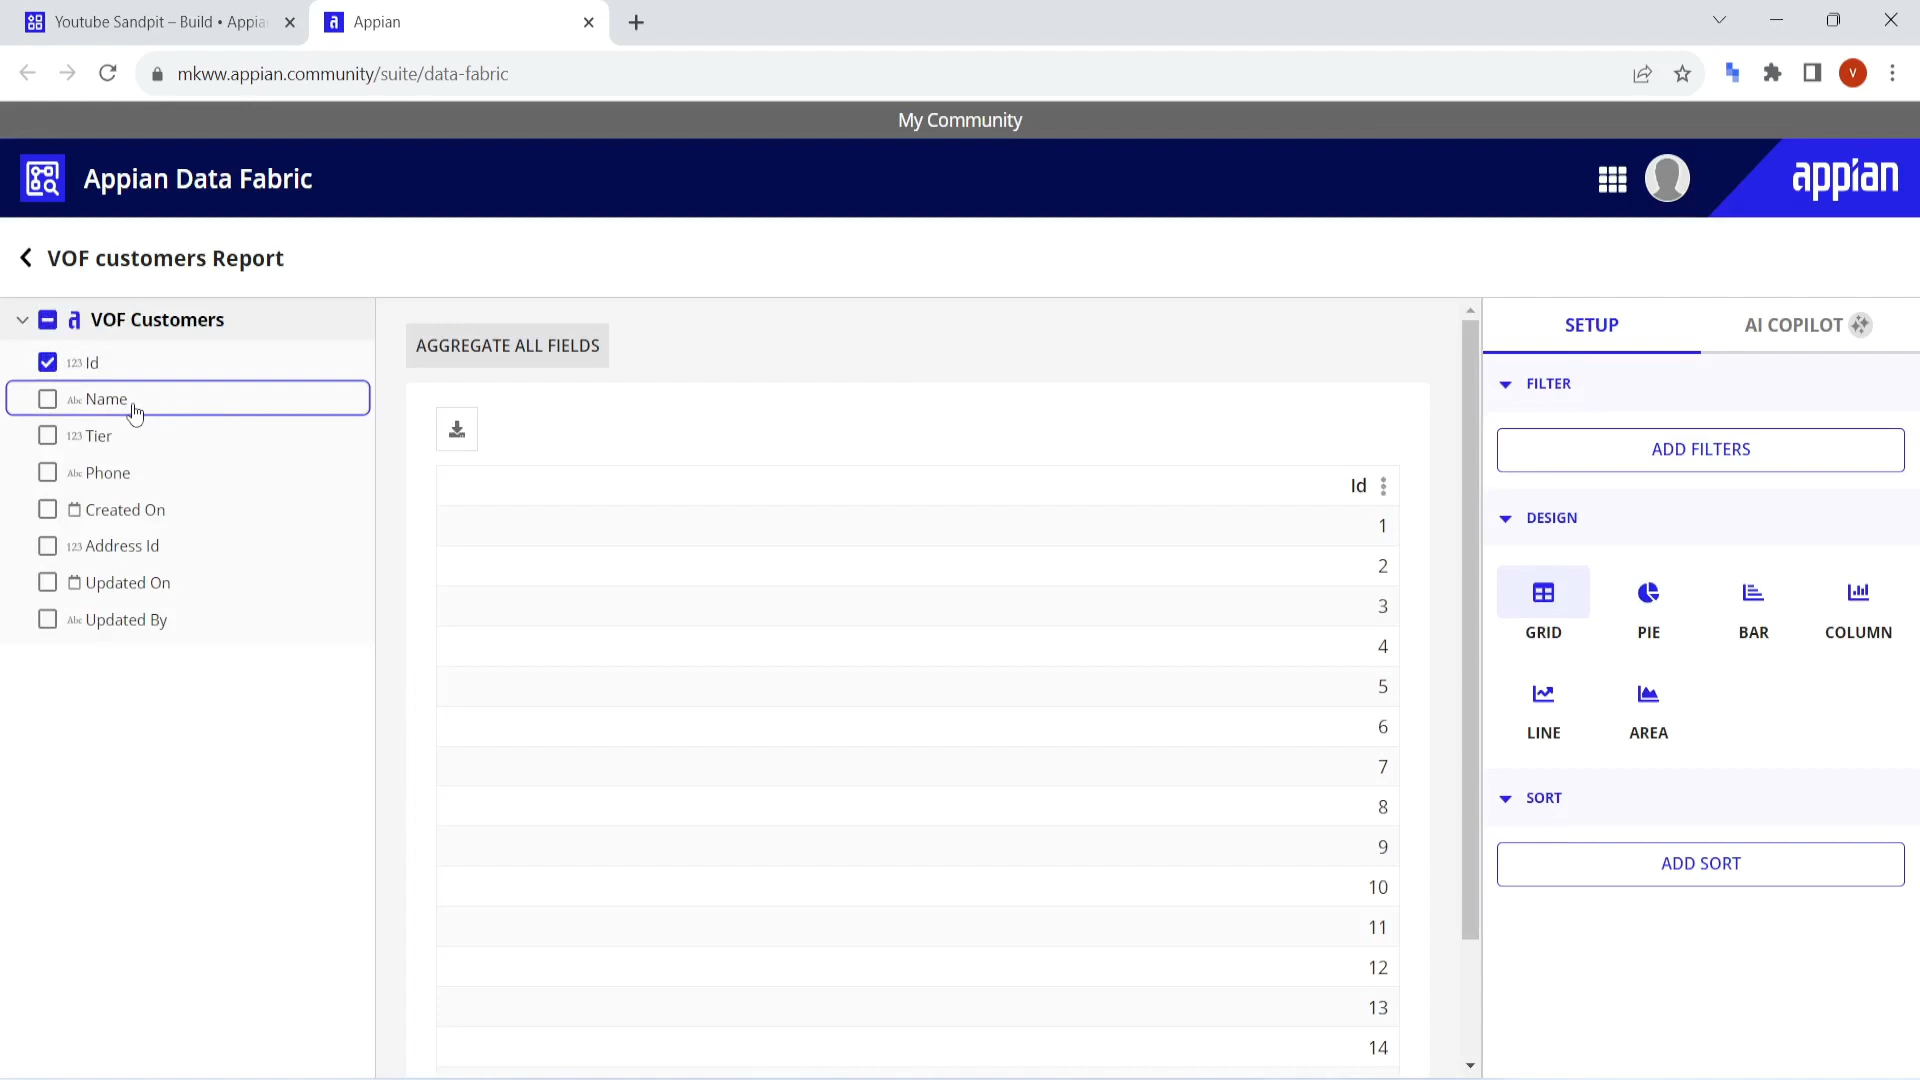 Youtube Sandpit – Build • Appia
Appian
mkww.appian.community/suite/data-fabric
V
My Community
Appian Data Fabric
appian
VOF customers Report
VOF Customers
123 Id
Abc Name
123 Tier
Abc Phone
Created On
123 Address Id
Updated On
Abc Updated By
AGGREGATE ALL FIELDS
Id
1
2
3
4
5
6
7
8
9
10
11
12
13
14
SETUP
AI COPILOT
FILTER
ADD FILTERS
DESIGN
GRID
PIE
BAR
COLUMN
LINE
AREA
SORT
ADD SORT